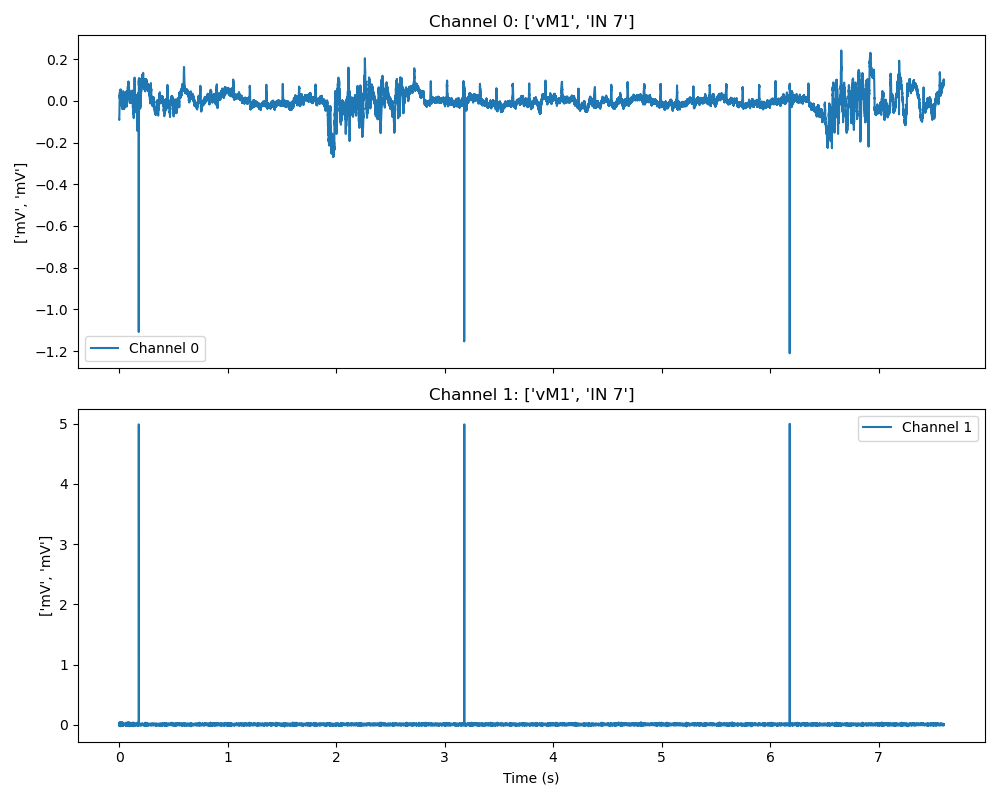 Channel 0: ['vM1', 'IN 7']
0.2
0.0
−0.2
−0.4
−0.6
−0.8
−1.0
−1.2
['mV', 'mV']
Channel 0
Channel 1: ['vM1', 'IN 7']
5
4
3
2
1
0
['mV', 'mV']
Channel 1
0 1 2 3 4 5 6 7
Time (s)